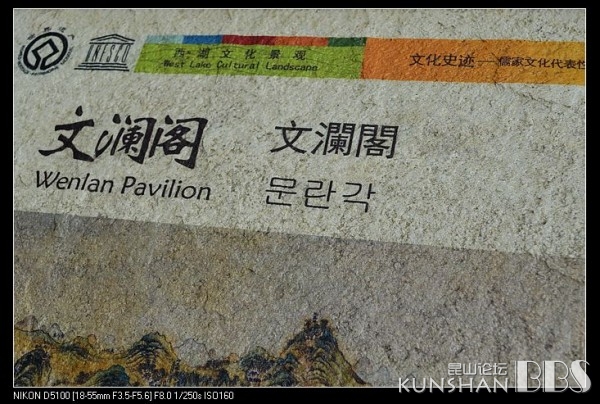 UNESCO
西湖文化景观
West Lake Cultural Landscape
文化史迹——儒家文化代表性
文澜阁
文瀾閣
Wenlan Pavilion
문란각
昆山论坛
KUNSHAN BBS
NIKON D5100 [18-55mm F3.5-F5.6] F8.0 1/250s ISO160